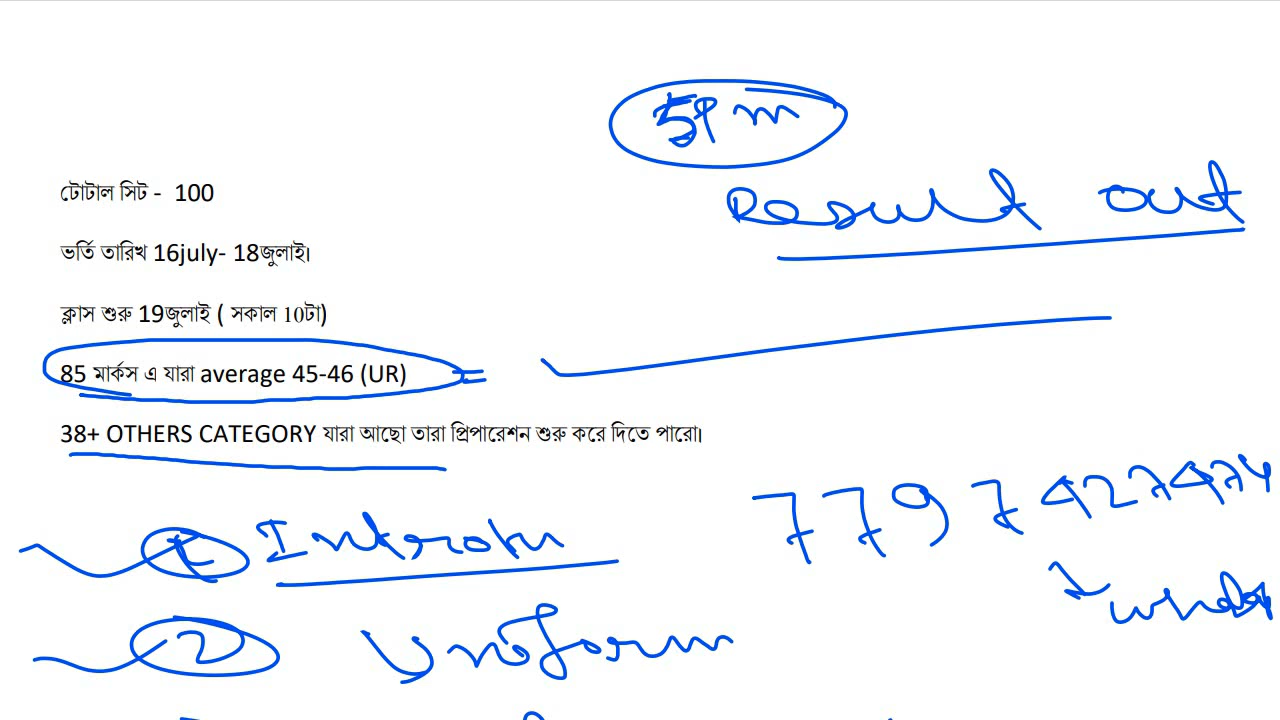 5pm
Result out
টোটাল সিট - 100
ভর্তি তারিখ 16july- 18জুলাই।
ক্লাস শুরু 19জুলাই ( সকাল 10টা)
85 মার্কস এ যারা average 45-46 (UR)
38+ OTHERS CATEGORY যারা আছো তারা প্রিপারেশন শুরু করে দিতে পারো।
Introdu
2 Uniform